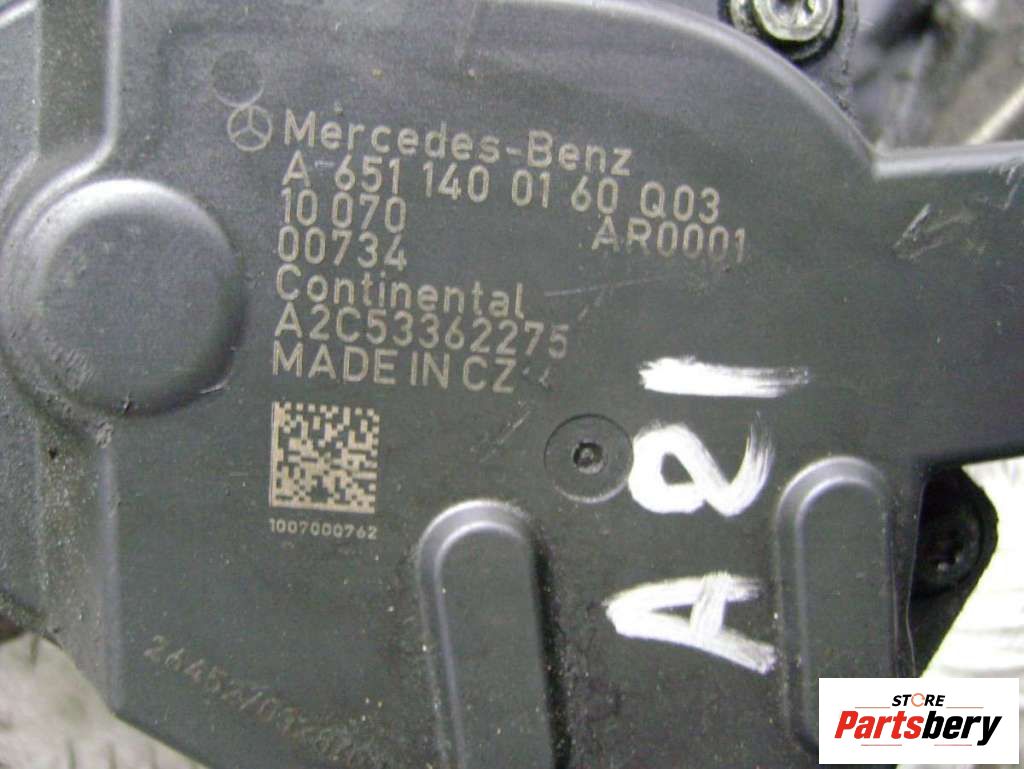 Mercedes-Benz
A 651 140 01 60 Q03
10 070
AR0001
00734
Continental
A2C53362275
MADE IN CZ
1007000762
A 21
STORE
Partsbery